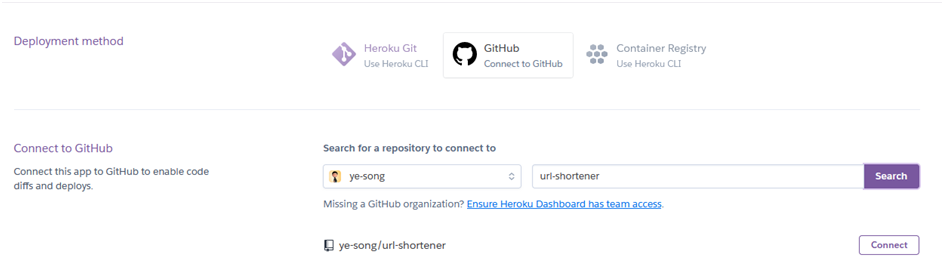 Deployment method
Heroku Git
Use Heroku CLI
GitHub
Connect to GitHub
Container Registry
Use Heroku CLI
Connect to GitHub
Connect this app to GitHub to enable code
diffs and deploys.
Search for a repository to connect to
ye-song
url-shortener
Search
Missing a GitHub organization? Ensure Heroku Dashboard has team access.
ye-song/url-shortener
Connect